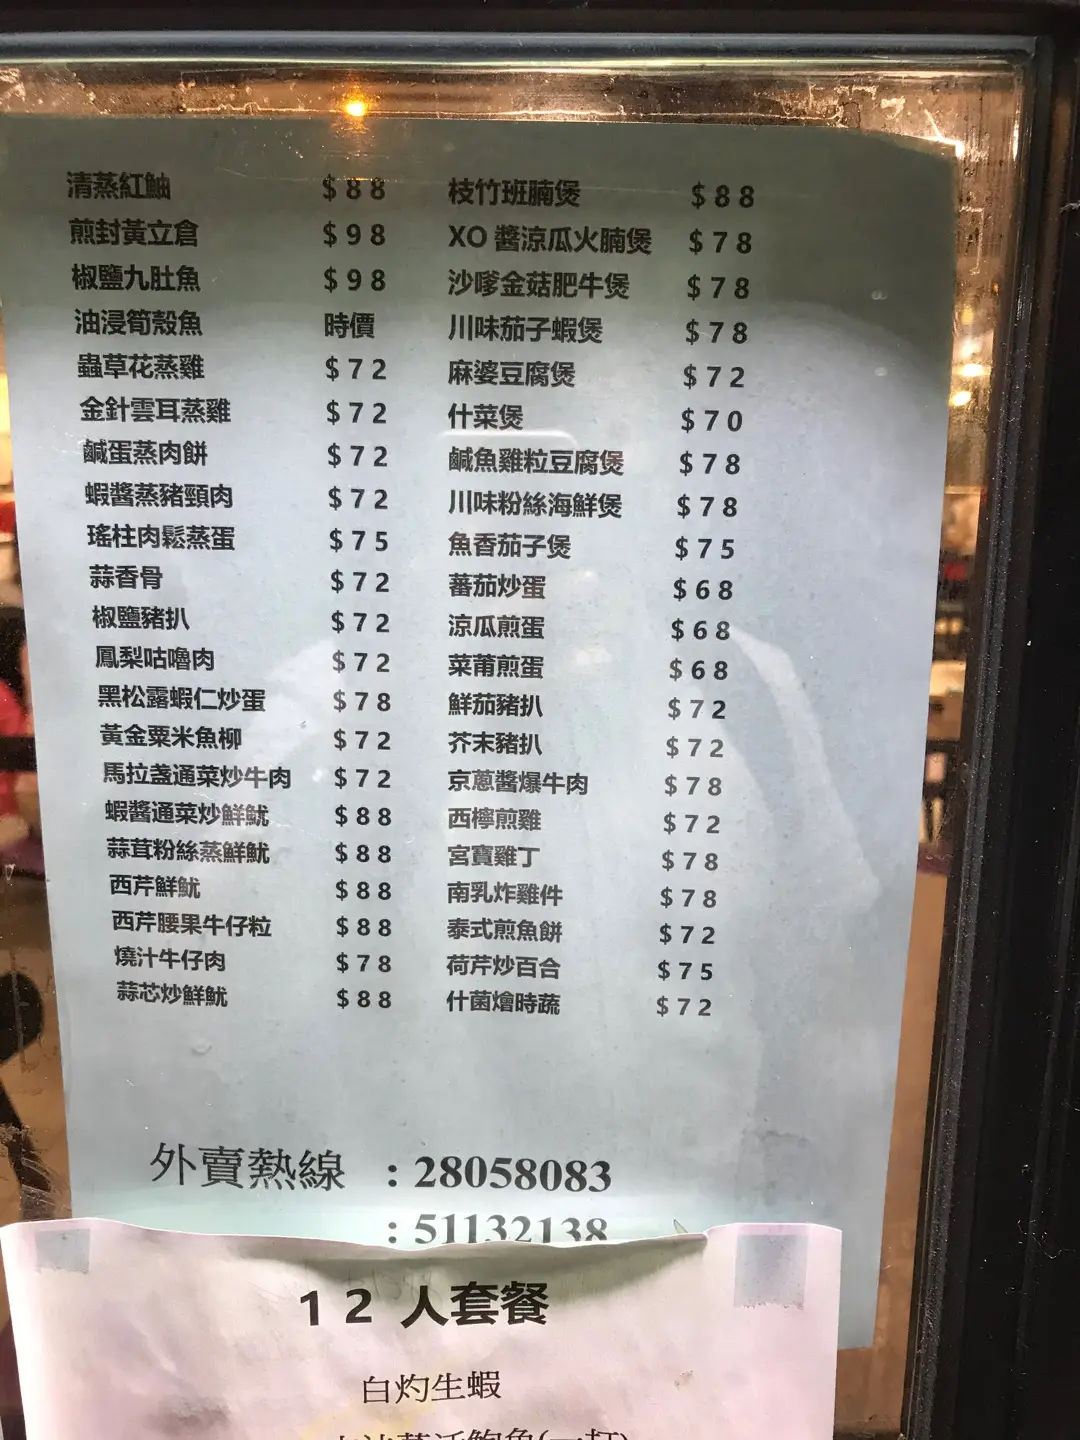 清蒸紅鮋 $88
煎封黃立倉 $98
椒鹽九肚魚 $98
油浸筍殼魚 時價
蟲草花蒸雞 $72
金針雲耳蒸雞 $72
鹹蛋蒸肉餅 $72
蝦醬蒸豬頸肉 $72
瑤柱肉鬆蒸蛋 $75
蒜香骨 $72
椒鹽豬扒 $72
鳳梨咕嚕肉 $72
黑松露蝦仁炒蛋 $78
黃金粟米魚柳 $72
馬拉盞通菜炒牛肉 $72
蝦醬通菜炒鮮魷 $88
蒜茸粉絲蒸鮮魷 $88
西芹鮮魷 $88
西芹腰果牛仔粒 $88
燒汁牛仔肉 $78
蒜芯炒鮮魷 $88
枝竹班腩煲 $88
XO醬涼瓜火腩煲 $78
沙嗲金菇肥牛煲 $78
川味茄子蝦煲 $78
麻婆豆腐煲 $72
什菜煲 $70
鹹魚雞粒豆腐煲 $78
川味粉絲海鮮煲 $78
魚香茄子煲 $75
蕃茄炒蛋 $68
涼瓜煎蛋 $68
菜莆煎蛋 $68
鮮茄豬扒 $72
芥末豬扒 $72
京蔥醬爆牛肉 $78
西檸煎雞 $72
宮寶雞丁 $78
南乳炸雞件 $78
泰式煎魚餅 $72
荷芹炒百合 $75
什菌燴時蔬 $72
外賣熱線 : 28058083
: 51132138
12人套餐
白灼生蝦